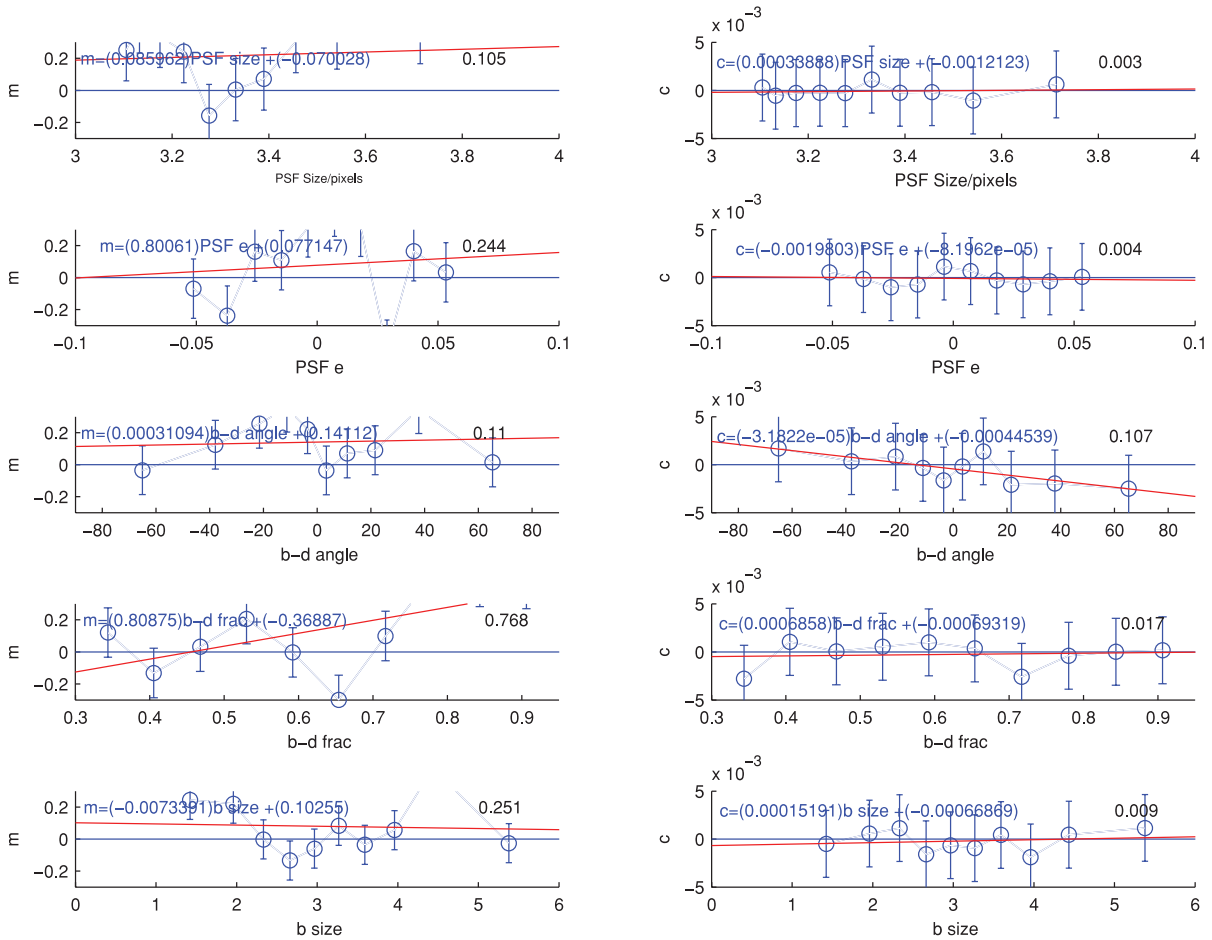 m=(0.085962)PSF size +(−0.070028)
0.105
0.2
0
−0.2
m
3 3.2 3.4 3.6 3.8 4
PSF Size/pixels
x 10−3
c=(0.00033888)PSF size +(−0.0012123)
0.003
5
0
−5
c
3 3.2 3.4 3.6 3.8 4
PSF Size/pixels
m=(0.80061)PSF e +(0.077147)
0.244
0.2
0
−0.2
m
−0.1 −0.05 0 0.05 0.1
PSF e
x 10−3
c=(−0.0019803)PSF e +(−8.1962e−05)
0.004
5
0
−5
c
−0.1 −0.05 0 0.05 0.1
PSF e
m=(0.00031094)b−d angle +(0.14112)
0.11
0.2
0
−0.2
m
−80 −60 −40 −20 0 20 40 60 80
b−d angle
x 10−3
c=(−3.1822e−05)b−d angle +(−0.00044539)
0.107
5
0
−5
c
−80 −60 −40 −20 0 20 40 60 80
b−d angle
m=(0.80875)b−d frac +(−0.36887)
0.768
0.2
0
−0.2
m
0.3 0.4 0.5 0.6 0.7 0.8 0.9
b−d frac
x 10−3
c=(0.0006858)b−d frac +(−0.00069319)
0.017
5
0
−5
c
0.3 0.4 0.5 0.6 0.7 0.8 0.9
b−d frac
m=(−0.0073391)b size +(0.10255)
0.251
0.2
0
−0.2
m
0 1 2 3 4 5 6
b size
x 10−3
c=(0.00015191)b size +(−0.00066869)
0.009
5
0
−5
c
0 1 2 3 4 5 6
b size